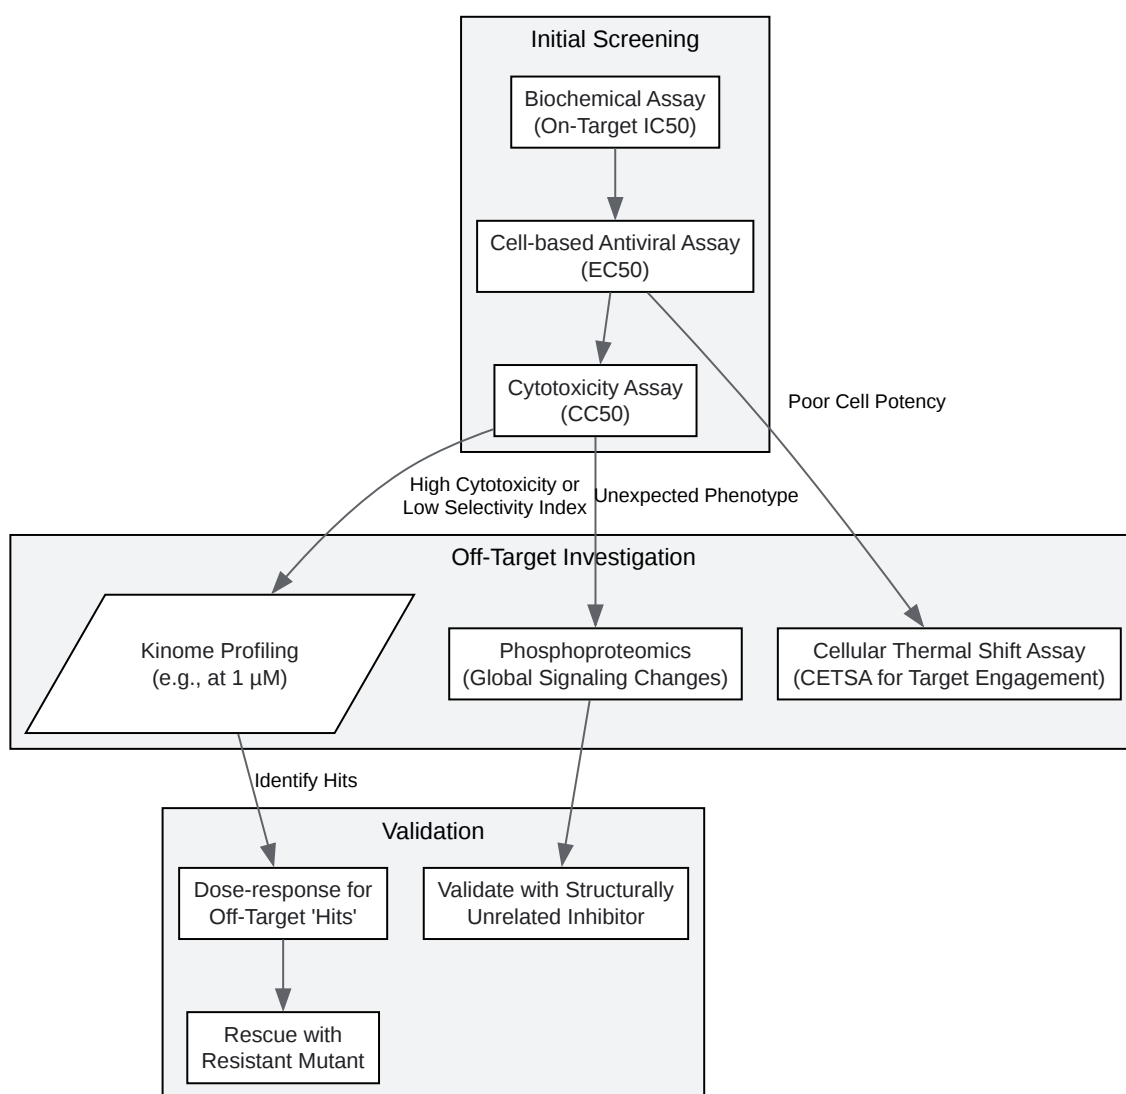 Initial Screening
Biochemical Assay
(On-Target IC50)
Cell-based Antiviral Assay
(EC50)
Cytotoxicity Assay
(CC50)
Poor Cell Potency
High Cytotoxicity or
Low Selectivity Index
Unexpected Phenotype
Off-Target Investigation
Kinome Profiling
(e.g., at 1 µM)
Phosphoproteomics
(Global Signaling Changes)
Cellular Thermal Shift Assay
(CETSA for Target Engagement)
Identify Hits
Validation
Dose-response for
Off-Target 'Hits'
Validate with Structurally
Unrelated Inhibitor
Rescue with
Resistant Mutant